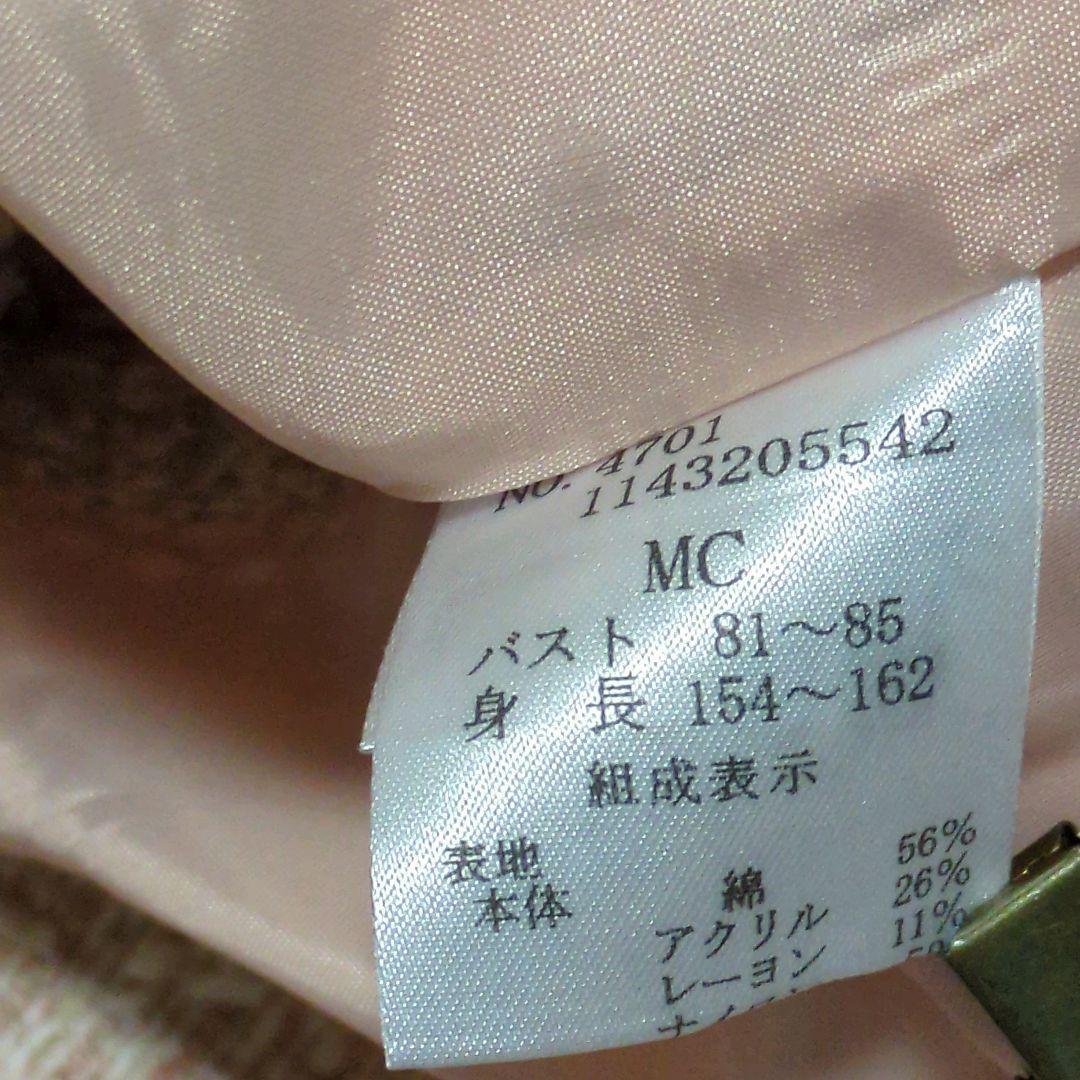 NO. 4701
1143205542
MC
バスト 81～85
身長 154～162
組成表示
表地
本体 綿 56%
アクリル 26%
レーヨン 11%